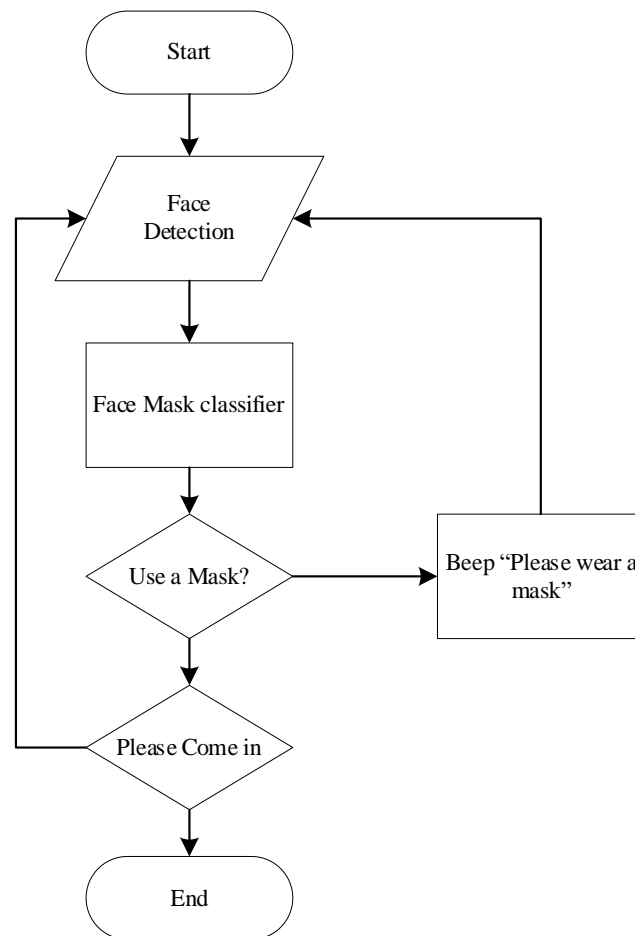 Start
Face
Detection
Face Mask classifier
Use a Mask?
Beep “Please wear a
mask”
Please Come in
End